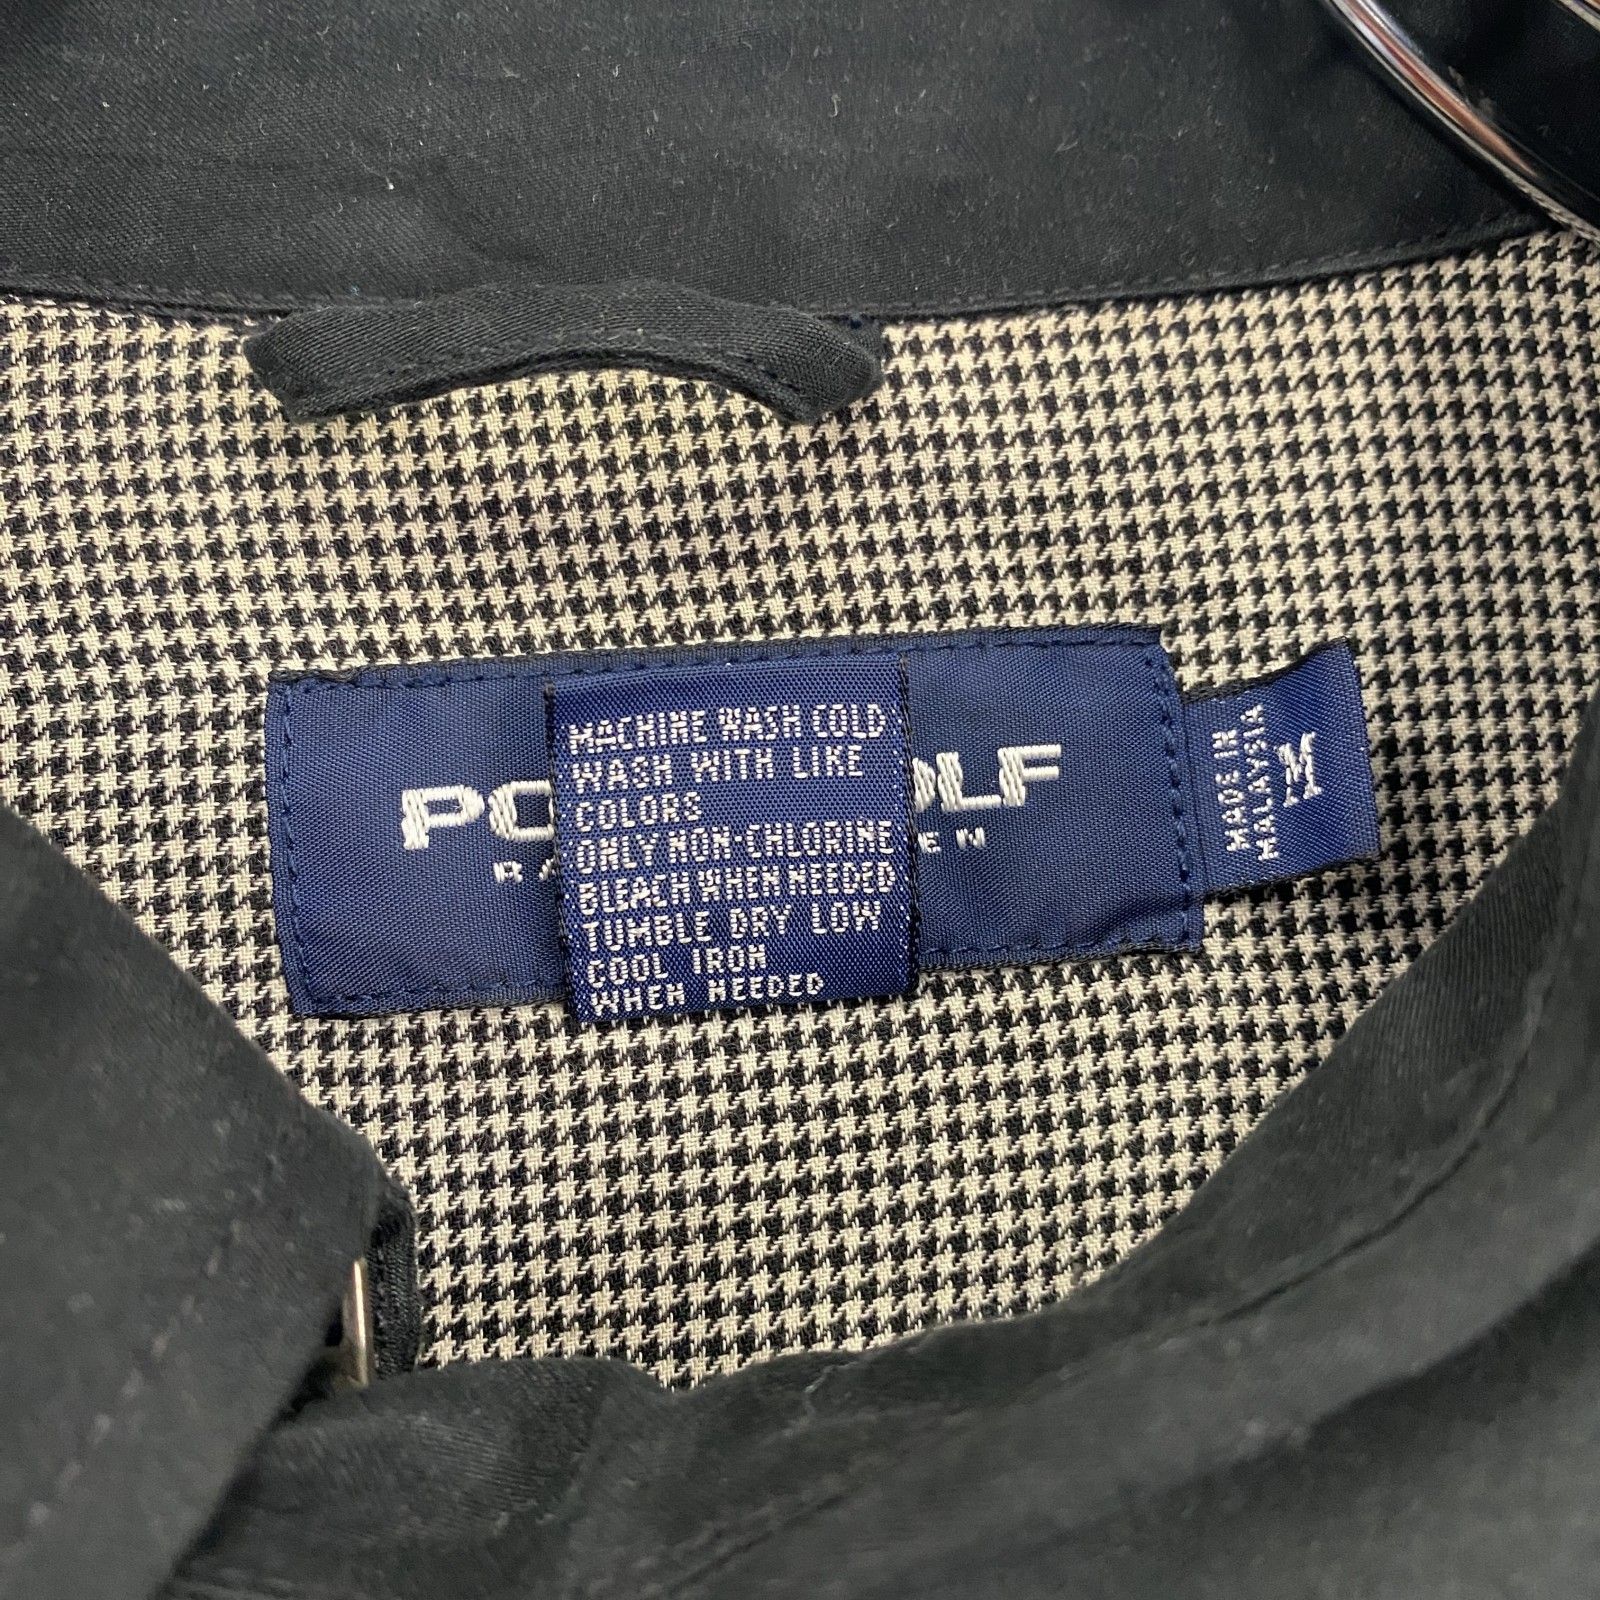 MACHINE WASH COLD
WASH WITH LIKE
COLORS
ONLY NON-CHLORINE
BLEACH WHEN NEEDED
TUMBLE DRY LOW
COOL IRON
WHEN NEEDED
MADE IN
MALAYSIA
M